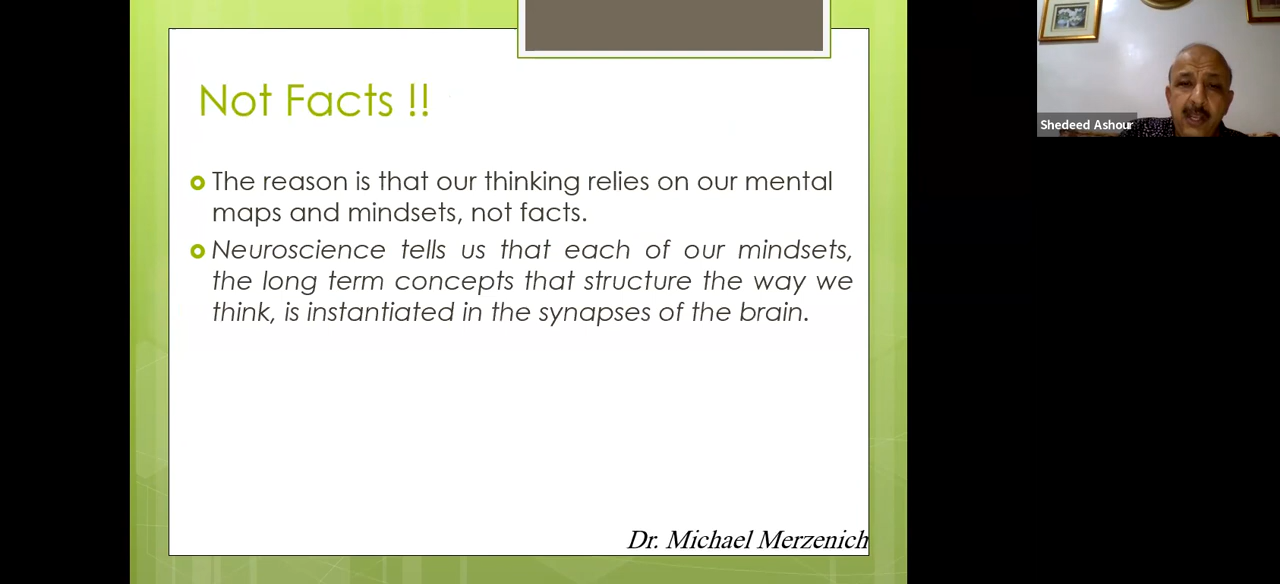 Not Facts !!
The reason is that our thinking relies on our mental
maps and mindsets, not facts.
Neuroscience tells us that each of our mindsets,
the long term concepts that structure the way we
think, is instantiated in the synapses of the brain.
Dr. Michael Merzenich
Shedeed Ashour